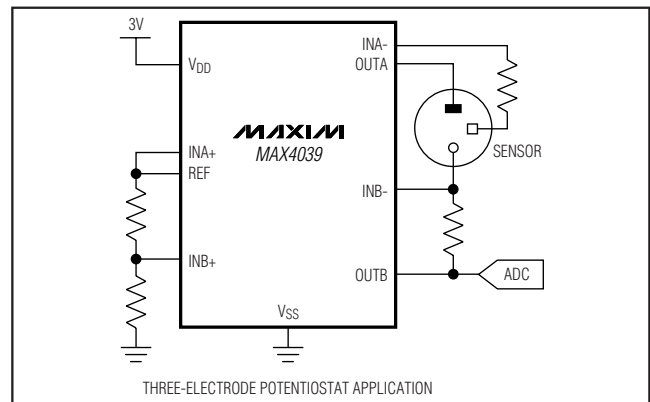 3V
VDD
INA-
OUTA
MAXIM
MAX4039
INA+
REF
SENSOR
INB-
INB+
OUTB
ADC
VSS
THREE-ELECTRODE POTENTIOSTAT APPLICATION